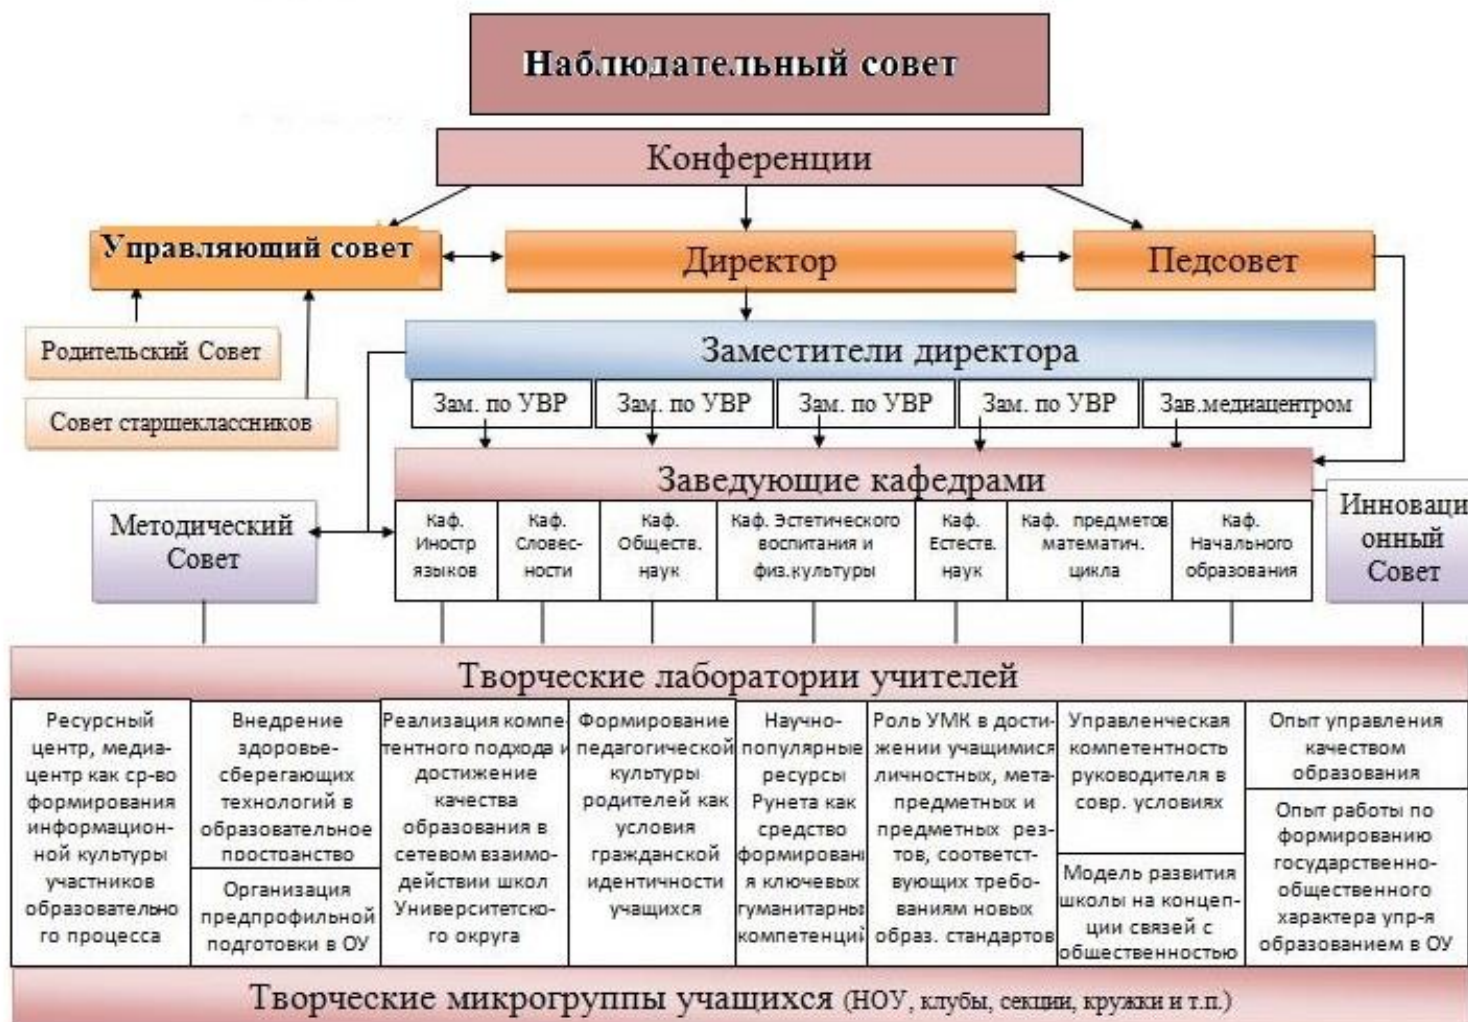 Наблюдательный совет
Конференции
Управляющий совет
Директор
Педсовет
Родительский Совет
Совет старшеклассников
Заместители директора
Зам. по УВР
Зам. по УВР
Зам. по УВР
Зам. по УВР
Зав.медиацентром
Заведующие кафедрами
Методический
Совет
Каф.
Иностр
языков
Каф.
Словес-
ности
Каф.
Обществ.
наук
Каф. Эстетического
воспитания и
физ.культуры
Каф.
Естеств.
наук
Каф. предметов
математич.
цикла
Каф.
Начального
образования
Инноваци
онный
Совет
Творческие лаборатории учителей
Ресурсный
центр, медиа-
центр как ср-во
формирования
информацион-
ной культуры
участников
образовательно
го процесса
Внедрение
здоровье-
сберегающих
технологий в
образовательное
поостранство
Организация
предпрофильной
подготовки в ОУ
Реализация компе-
тентного подхода и
достижение
качества
образования в
сетевом взаимо-
действии школ
Университетско-
го округа
Формирование
педагогической
культуры
родителей как
условия
гражданской
идентичности
учащихся
Научно-
популярные
ресурсы
Рунета как
средство
формировани
я ключевых
гуманитарны
компетенций
Роль УМК в дости-
жении учащимися
личностных, мета-
предметных и
предметных рез-
тов, соответст-
вующих требо-
ваниям новых
образ. стандартов
Управленческая
компетентность
руководителя в
совр. условиях
Модель развития
школы на концеп-
ции связей с
общественностью
Опыт управления
качеством
образования
Опыт работы по
формированию
государственно-
общественного
характера упр-я
образованием в ОУ
Творческие микрогруппы учащихся (НОУ, клубы, секции, кружки и т.п.)